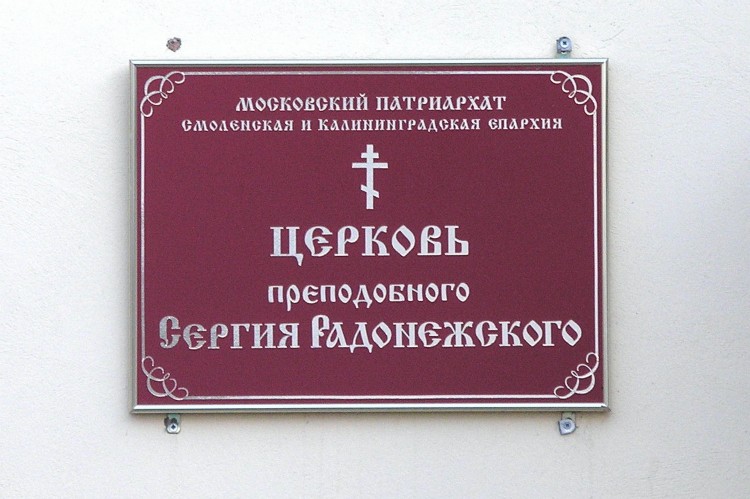 МОСКОВСКИЙ ПАТРИАРХАТ
СМОЛЕНСКАЯ И КАЛИНИНГРАДСКАЯ ЕПАРХИЯ
ЦЕРКОВЬ
ПРЕПОДОБНОГО
СЕРГИЯ РАДОНЕЖСКОГО